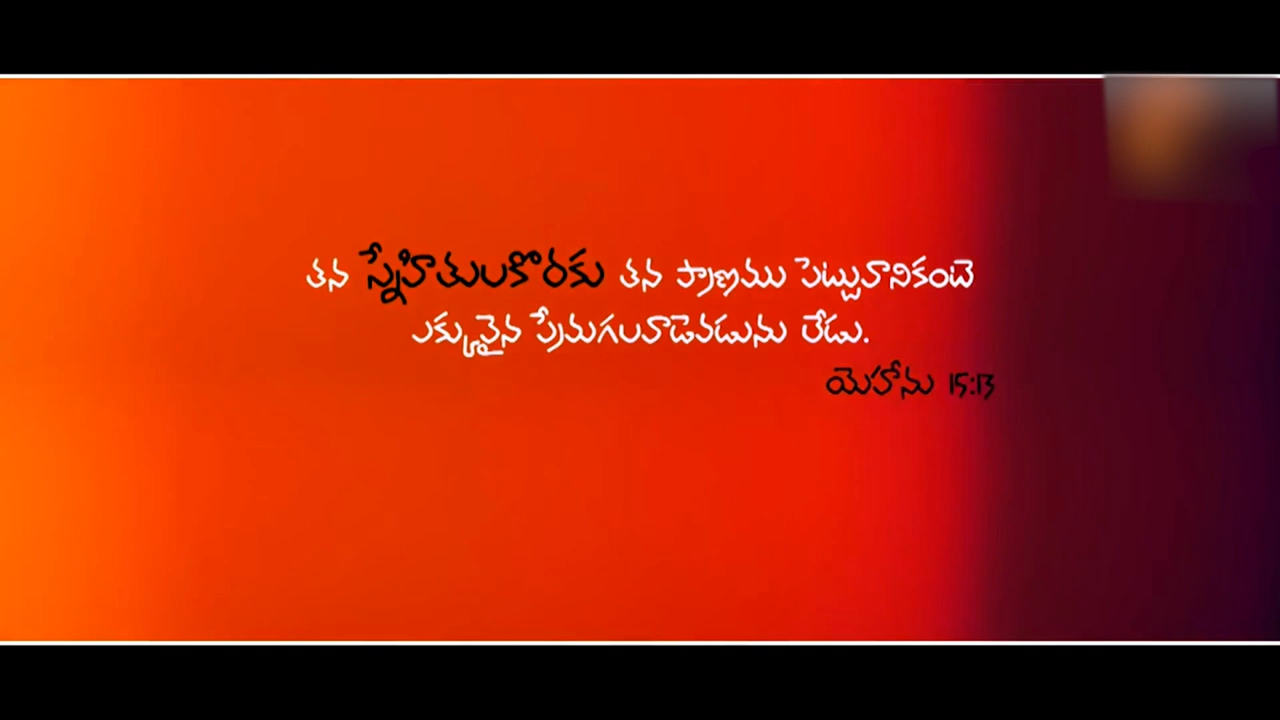 తన స్నేహితులకొరకు తన ప్రాణము పెట్టువానికంటె
ఎక్కువైన ప్రేమగలవాడెవడును లేడు.
యెహాను 15:13